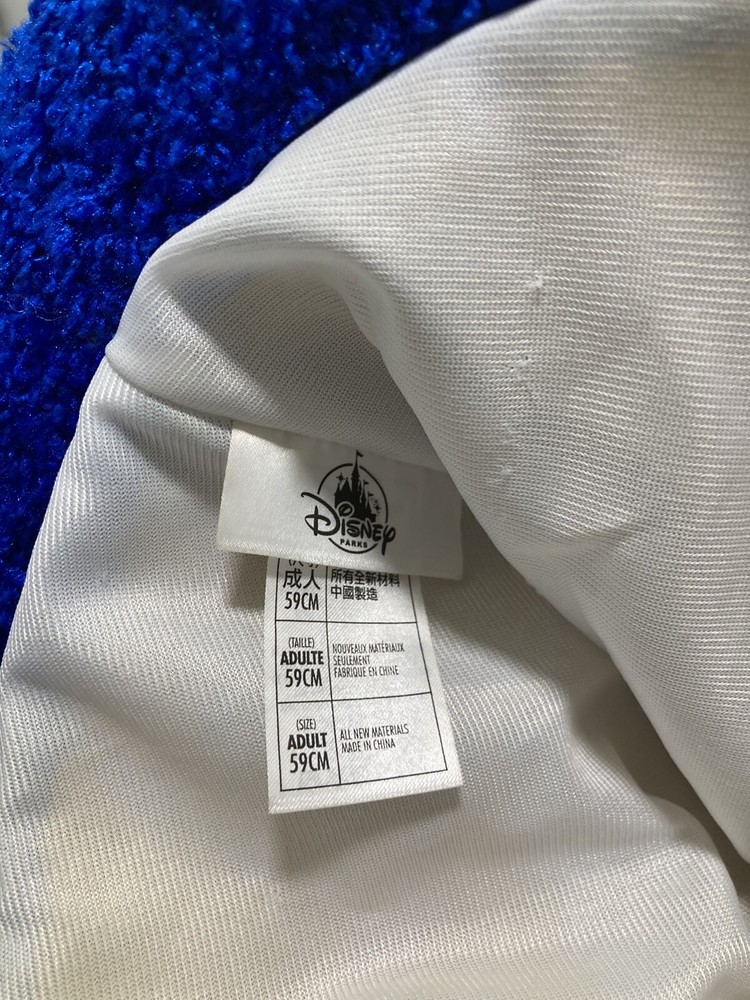 Disney
PARKS
成人
59CM
所有全新材料
中國製造
(TAILLE)
ADULTE
59CM
NOUVEAUX MATÉRIAUX
SEULEMENT
FABRIQUÉ EN CHINE
(SIZE)
ADULT
59CM
ALL NEW MATERIALS
MADE IN CHINA